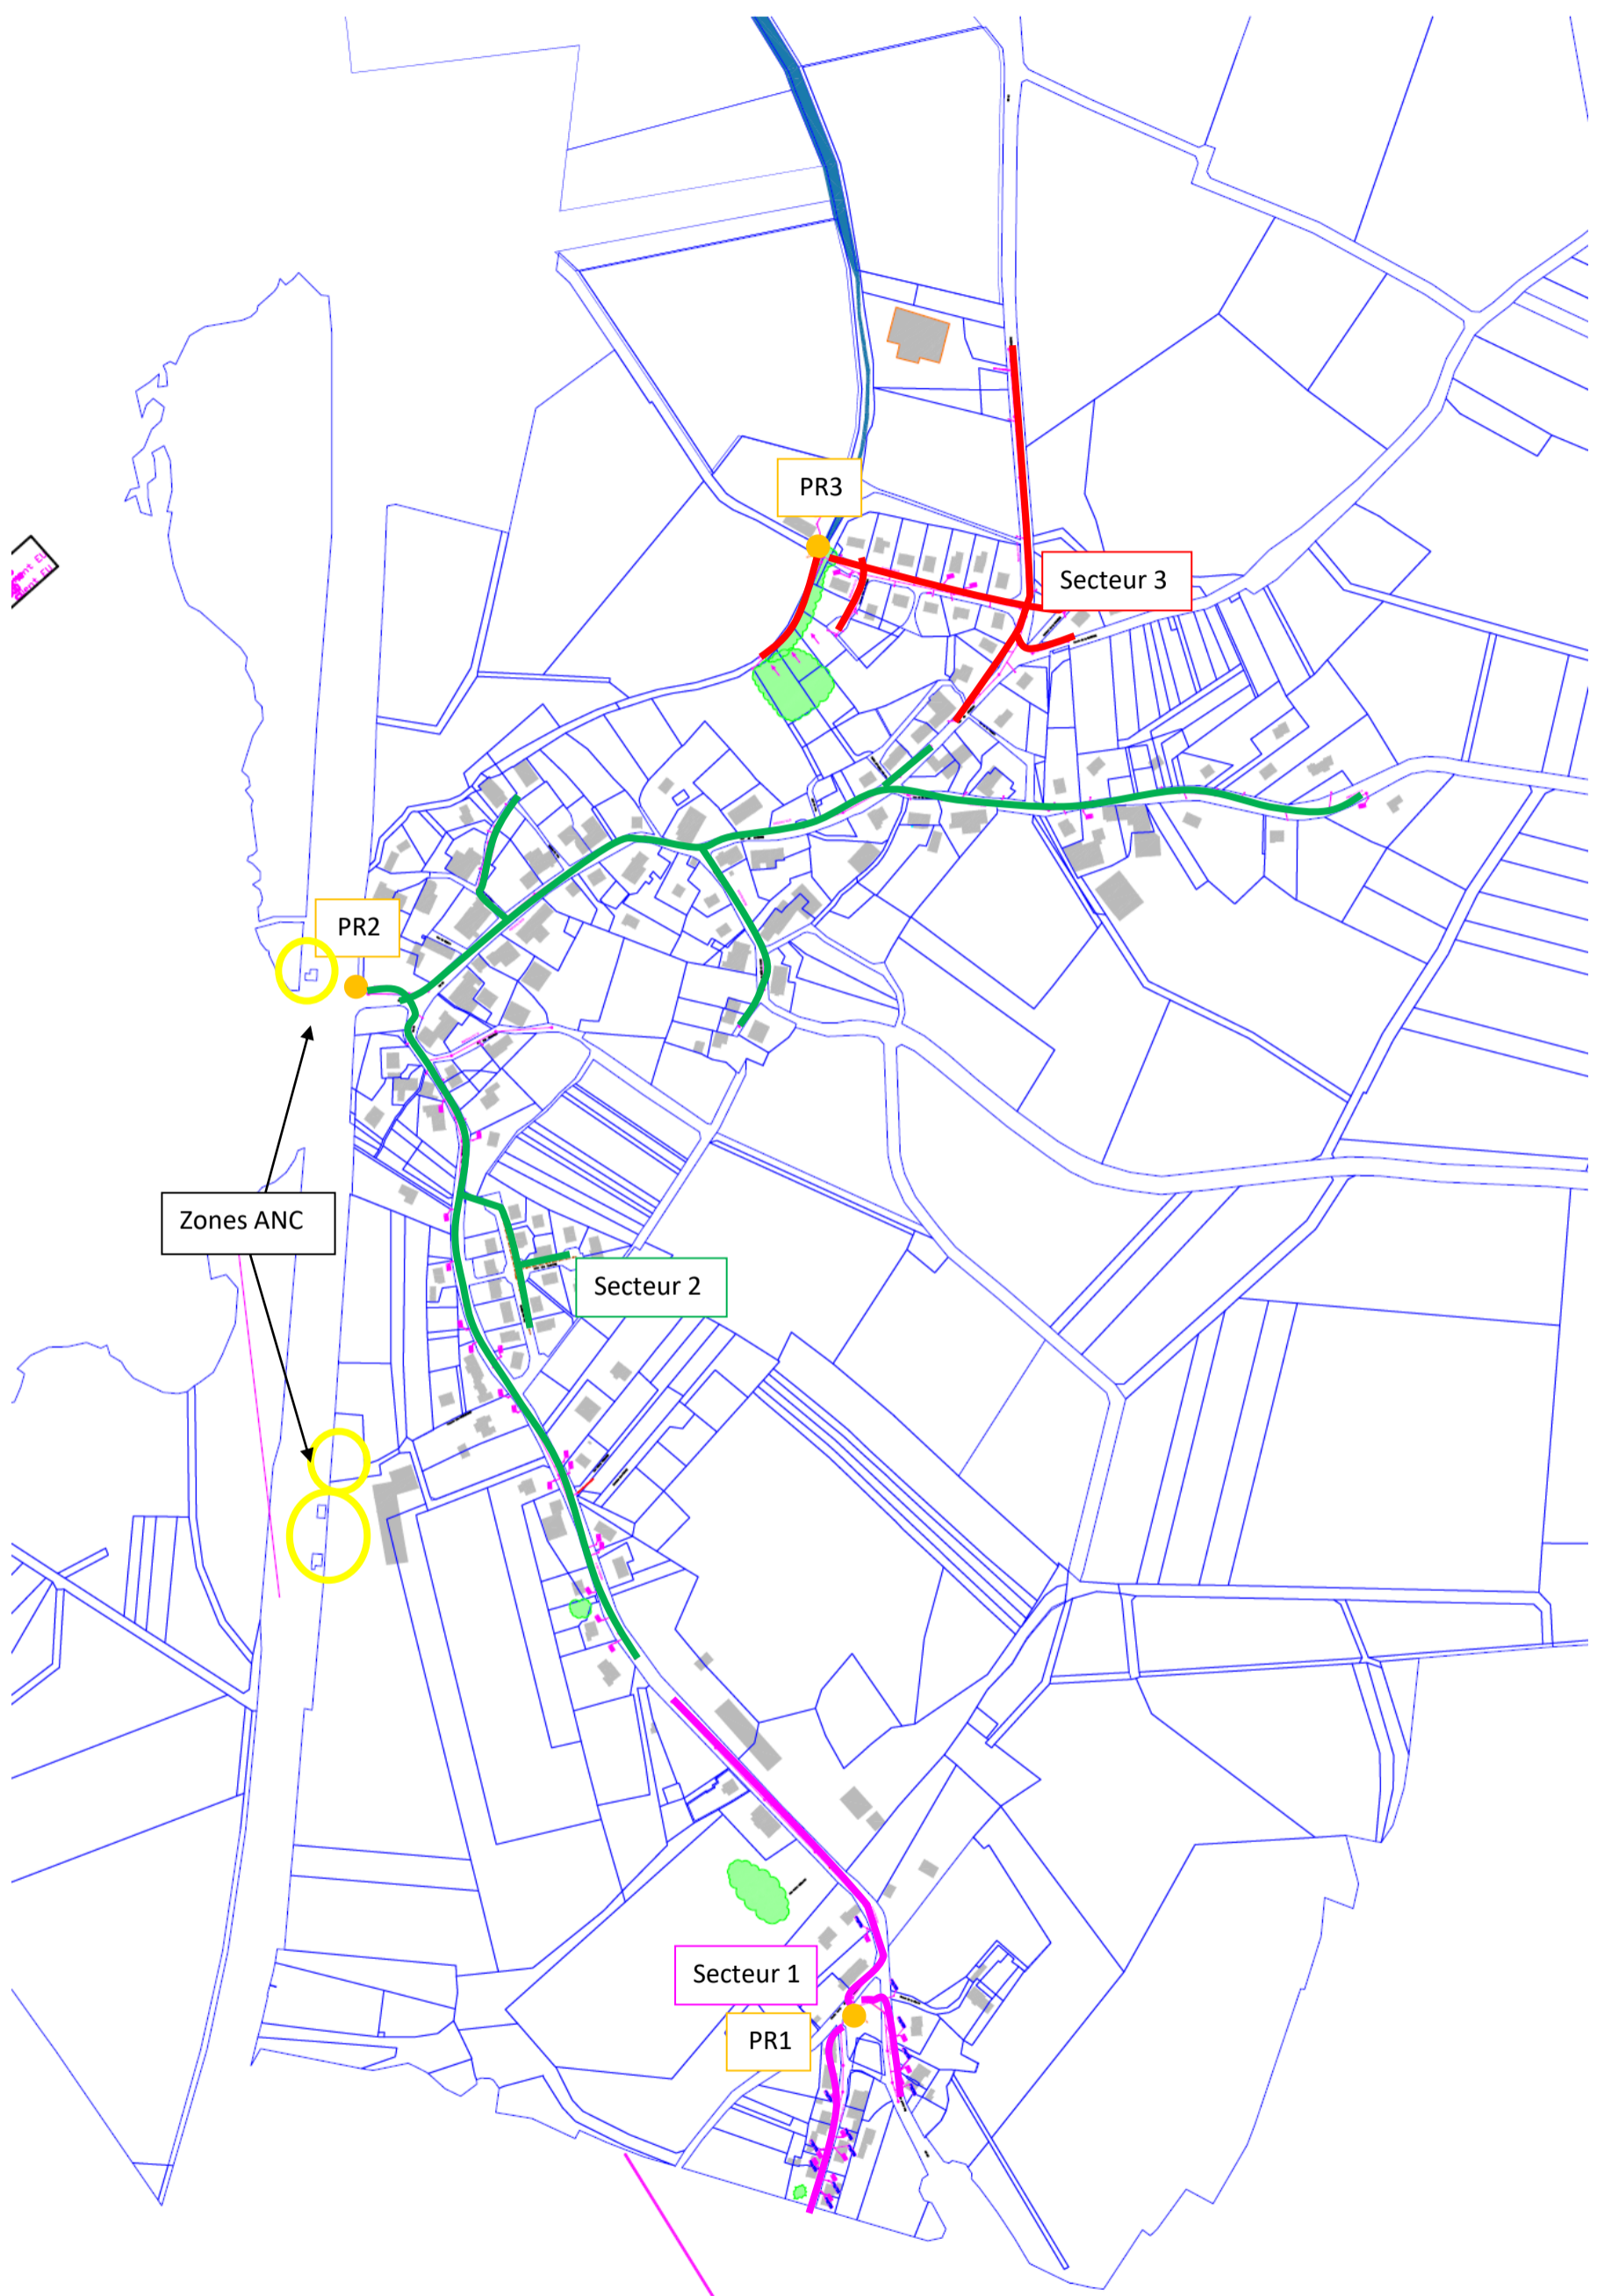 PR3
Secteur 3
PR2
Zones ANC
Secteur 2
Secteur 1
PR1